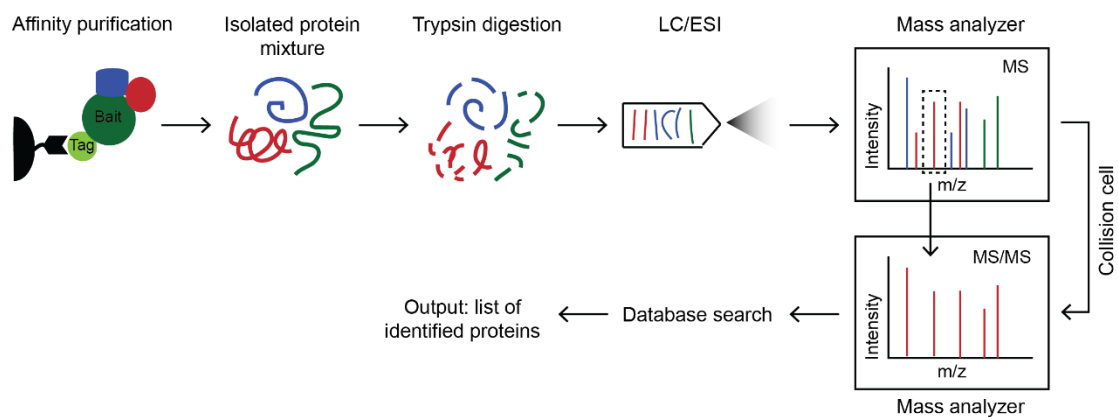 Affinity purification
Isolated protein
mixture
Trypsin digestion
LC/ESI
Mass analyzer
Bait
Tag
MS
Intensity
m/z
Collision cell
MS/MS
Intensity
m/z
Mass analyzer
Database search
Output: list of
identified proteins